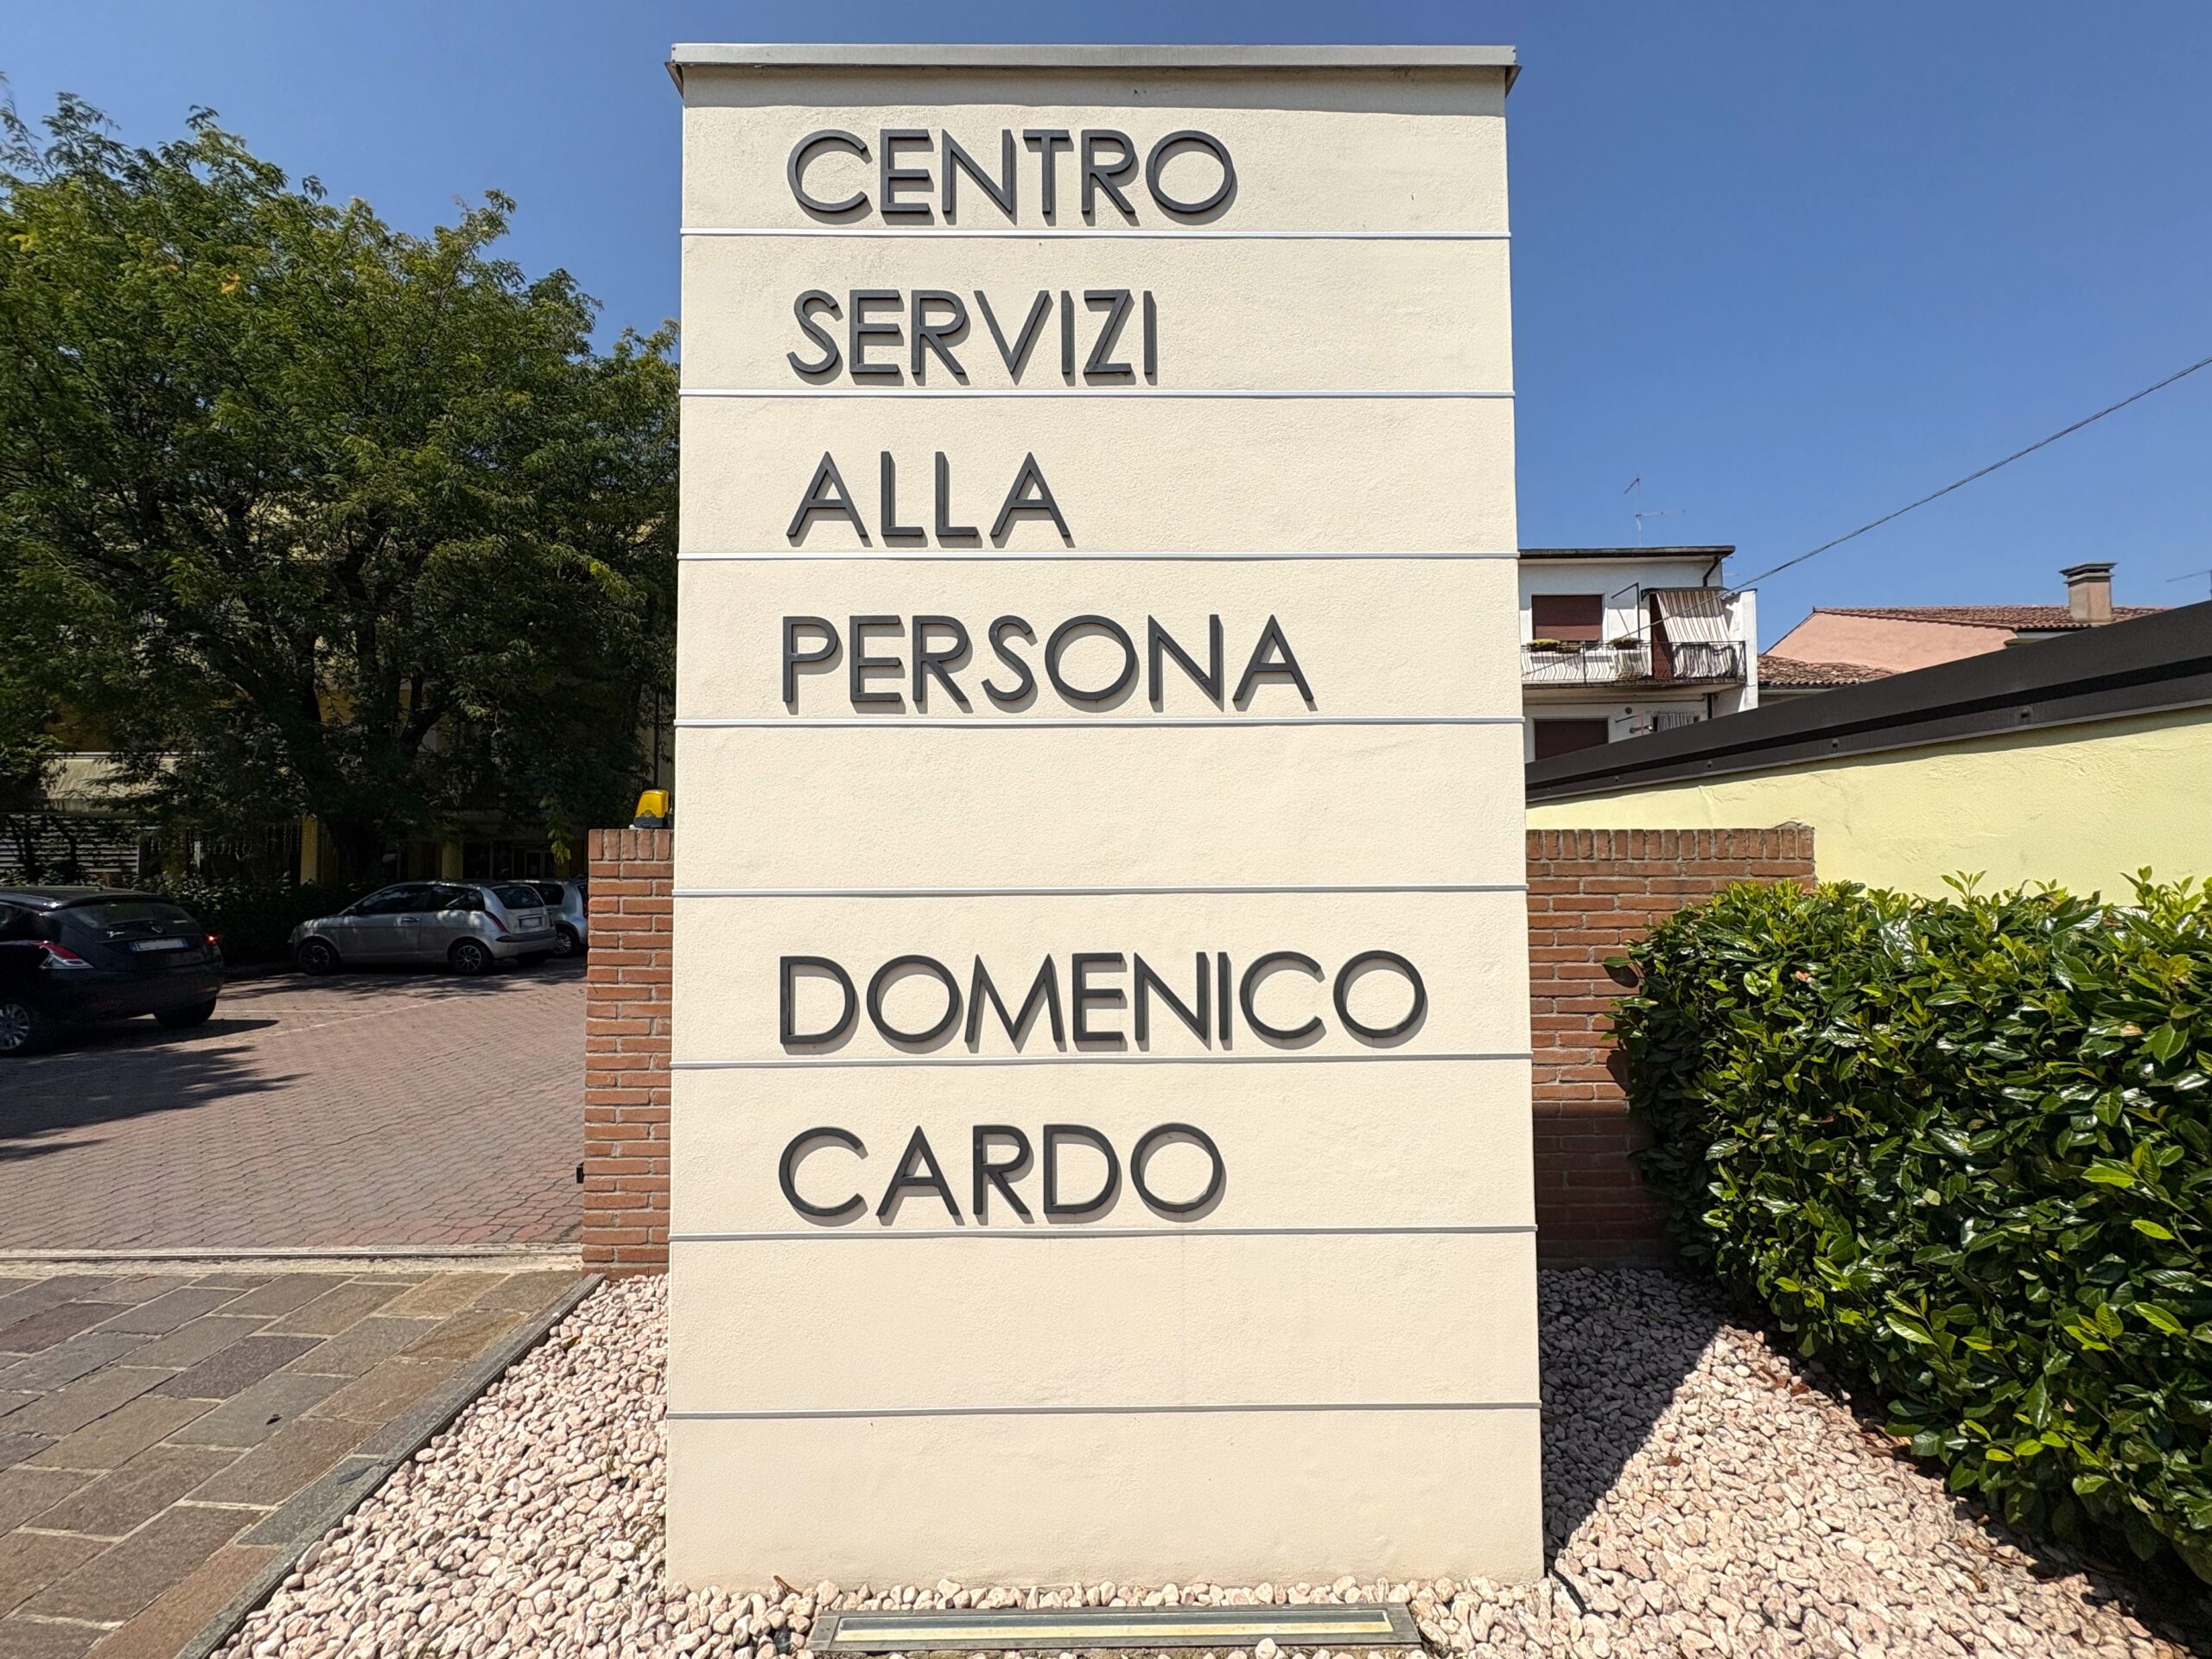 CENTRO
SERVIZI
ALLA
PERSONA
DOMENICO
CARDO